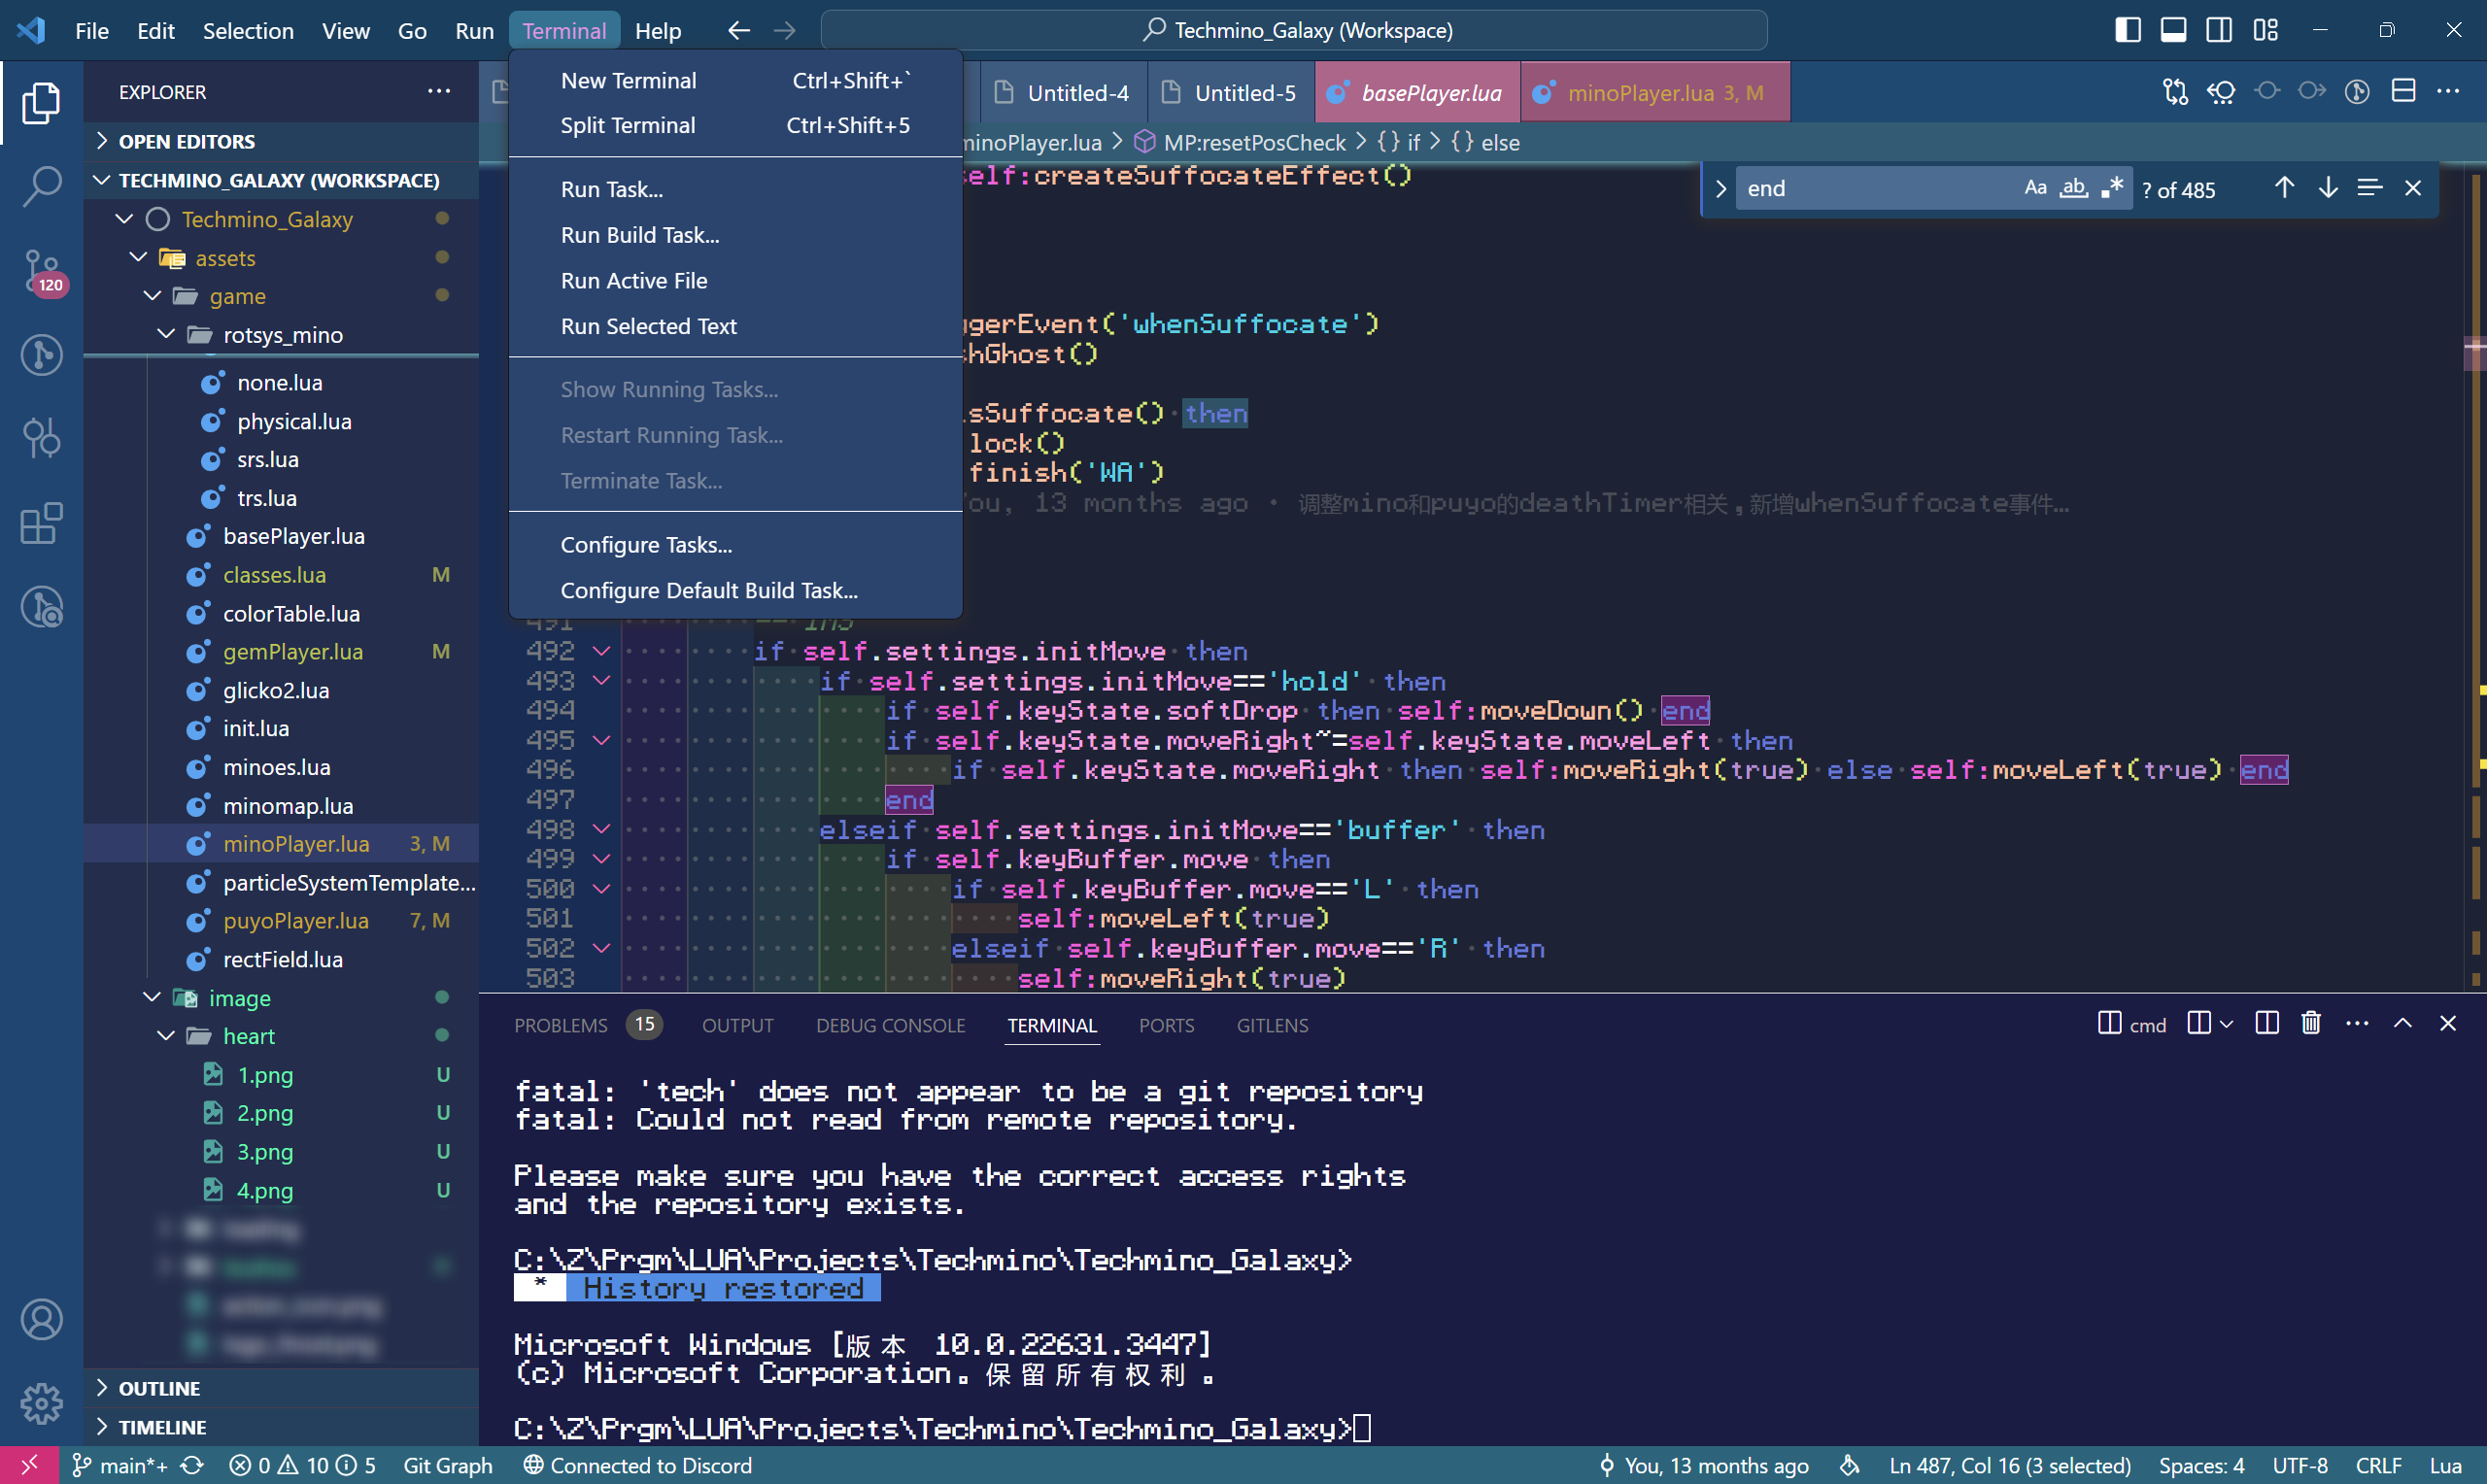 File Edit Selection View Go Run Terminal Help
Techmino_Galaxy (Workspace)
EXPLORER
OPEN EDITORS
TECHMINO_GALAXY (WORKSPACE)
Techmino_Galaxy
assets
game
rotsys_mino
none.lua
physical.lua
srs.lua
trs.lua
basePlayer.lua
classes.lua M
colorTable.lua
gemPlayer.lua M
glicko2.lua
init.lua
minoes.lua
minomap.lua
minoPlayer.lua 3, M
particleSystemTemplate...
puyoPlayer.lua 7, M
rectField.lua
image
heart
1.png U
2.png U
3.png U
4.png U
OUTLINE
TIMELINE
120
New Terminal Ctrl+Shift+`
Split Terminal Ctrl+Shift+5
Run Task...
Run Build Task...
Run Active File
Run Selected Text
Show Running Tasks...
Restart Running Task...
Terminate Task...
Configure Tasks...
Configure Default Build Task...
Untitled-4 Untitled-5 basePlayer.lua minoPlayer.lua 3, M
minoPlayer.lua > MP:resetPosCheck > {} if > {} else
end Aa ab .* ? of 485
self:createSuffocateEffect()
ggerEvent('whenSuffocate')
hGhost()
isSuffocate() then
lock()
finish('WA')
ou, 13 months ago • 调整mino和puyo的deathTimer相关,新增whenSuffocate事件...
491 -- IMS
492 if self.settings.initMove then
493 if self.settings.initMove=='hold' then
494 if self.keyState.softDrop then self:moveDown() end
495 if self.keyState.moveRight~=self.keyState.moveLeft then
496 if self.keyState.moveRight then self:moveRight(true) else self:moveLeft(true) end
497 end
498 elseif self.settings.initMove=='buffer' then
499 if self.keyBuffer.move then
500 if self.keyBuffer.move=='L' then
501 self:moveLeft(true)
502 elseif self.keyBuffer.move=='R' then
503 self:moveRight(true)
PROBLEMS 15 OUTPUT DEBUG CONSOLE TERMINAL PORTS GITLENS
cmd
fatal: 'tech' does not appear to be a git repository
fatal: Could not read from remote repository.
Please make sure you have the correct access rights
and the repository exists.
C:\Z\Prgm\LUA\Projects\Techmino\Techmino_Galaxy>
* History restored
Microsoft Windows [版本 10.0.22631.3447]
(c) Microsoft Corporation。保留所有权利。
C:\Z\Prgm\LUA\Projects\Techmino\Techmino_Galaxy>
main*+ 0 10 5 Git Graph Connected to Discord You, 13 months ago Ln 487, Col 16 (3 selected) Spaces: 4 UTF-8 CRLF Lua